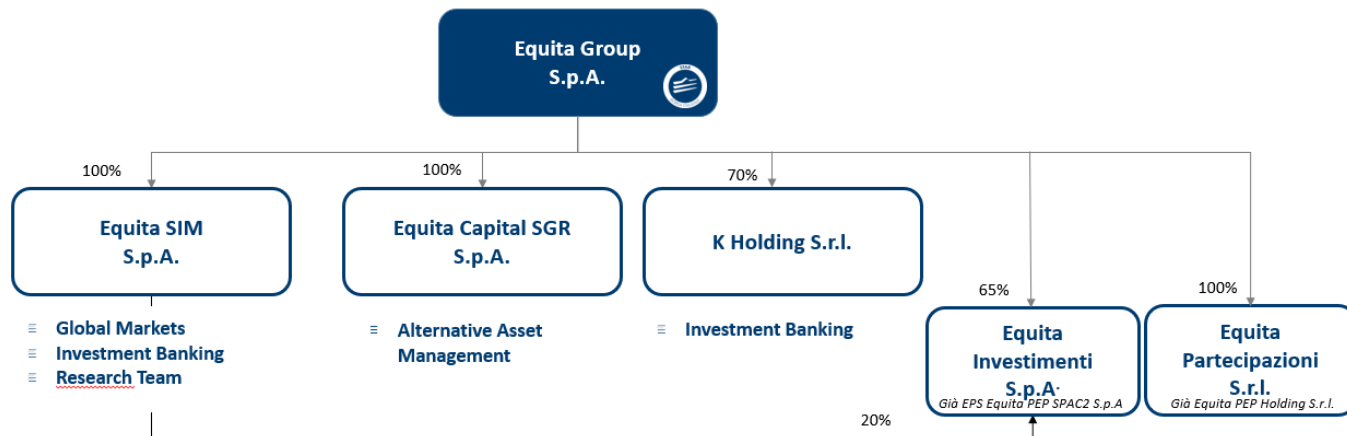 Equita Group
S.p.A.
100%
100%
70%
Equita SIM
S.p.A.
Equita Capital SGR
S.p.A.
K Holding S.r.l.
65%
100%
Global Markets
Investment Banking
Research Team
Alternative Asset
Management
Investment Banking
Equita
Investimenti
S.p.A.
Già EPS Equita PEP SPAC2 S.p.A
Equita
Partecipazioni
S.r.l.
Già Equita PEP Holding S.r.l.
20%